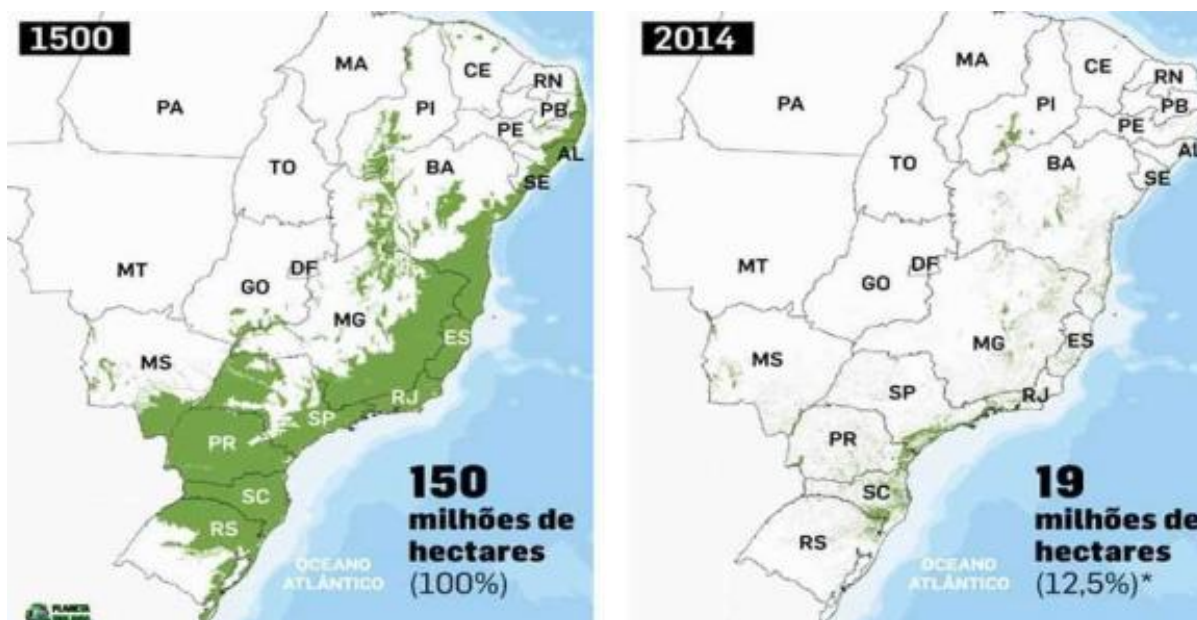 1500
MA
CE
RN
PA
PI
PB
PE
TO
BA
AL
SE
MT
DF
GO
MG
MS
ES
SP
RJ
PR
SC
RS
150
milhões de
hectares
(100%)
OCEANO
ATLÂNTICO
PLANETA
2014
MA
CE
RN
PA
PI
PB
PE
TO
BA
AL
SE
MT
DF
GO
MG
MS
ES
SP
RJ
PR
SC
RS
19
milhões de
hectares
(12,5%)*
OCEANO
ATLÂNTICO